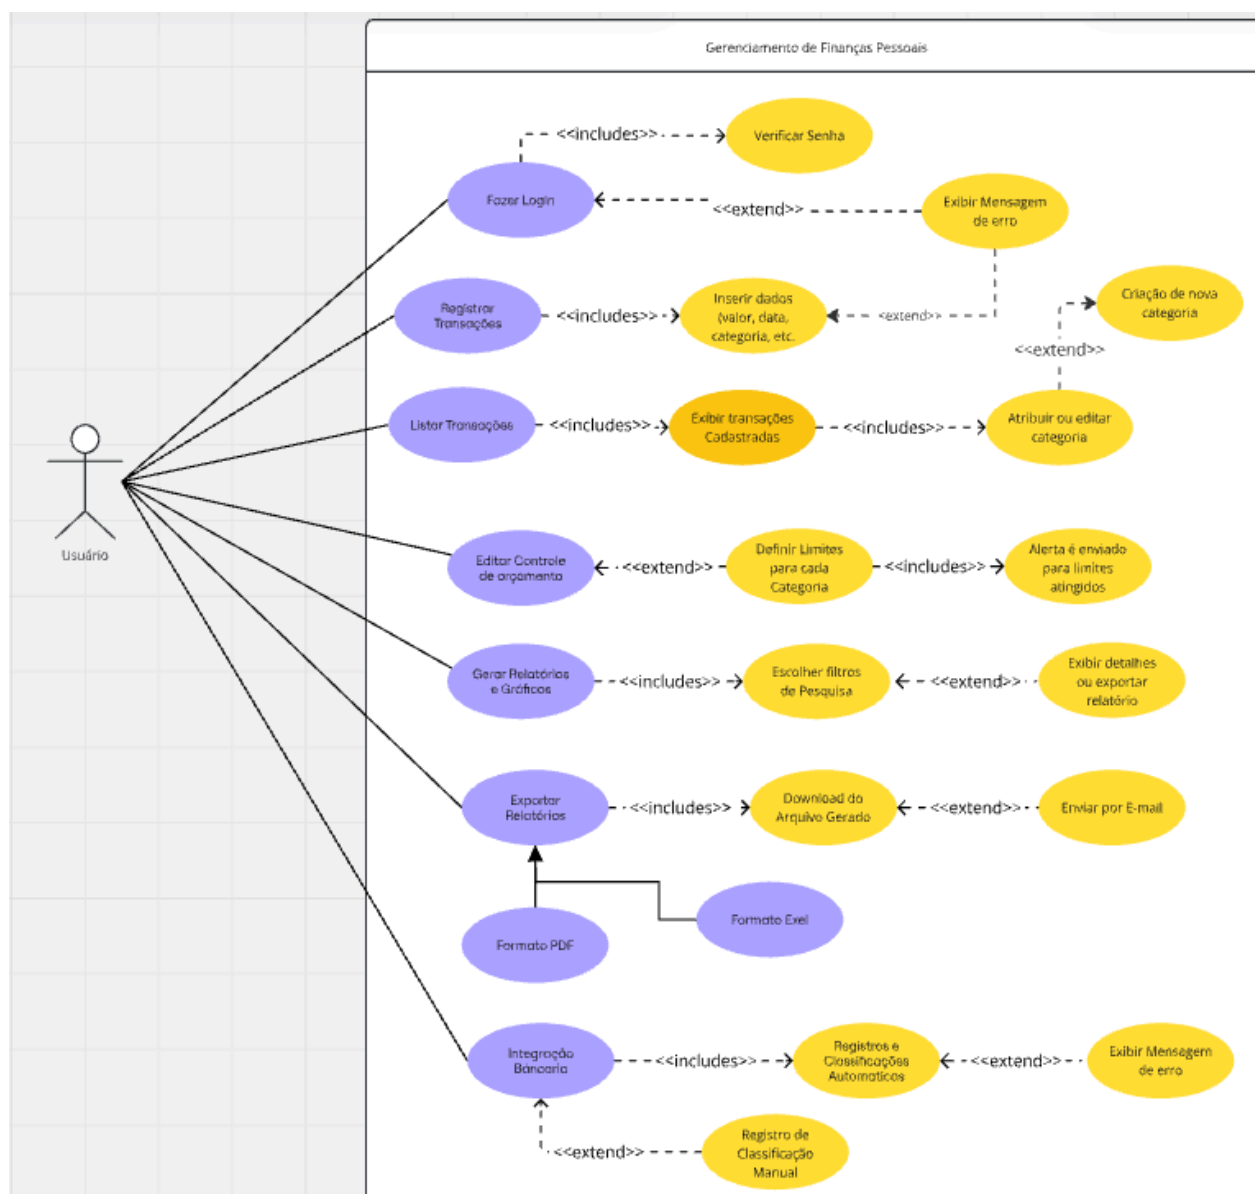 Gerenciamento de Finanças Pessoais
<<includes>>
Verificar Senha
Fazer Login
<<extend>>
Exibir Mensagem
de erro
Registrar
Transações
<<includes>>
Inserir dados
(valor, data,
categoria, etc.
<extend>>
Criação de nova
categoria
<<extend>>
Listar Transações
<<includes>>
Exibir transações
Cadastradas
<<includes>>
Atribuir ou editar
categoria
Usuário
Editar Controle
de orçamento
<<extend>>
Definir Limites
para cada
Categoria
<<includes>>
Alerta é enviado
para limites
atingidos
Gerar Relatórios
e Gráficos
<<includes>>
Escolher filtros
de Pesquisa
<<extend>>
Exibir detalhes
ou exportar
relatório
Exportar
Relatórios
<<includes>>
Download do
Arquivo Gerado
<<extend>>
Enviar por E-mail
Formato PDF
Formato Exel
Integração
Bancaria
<<includes>>
Registros e
Classificações
Automaticas
<<extend>>
Exibir Mensagem
de erro
<<extend>>
Registro de
Classificação
Manual